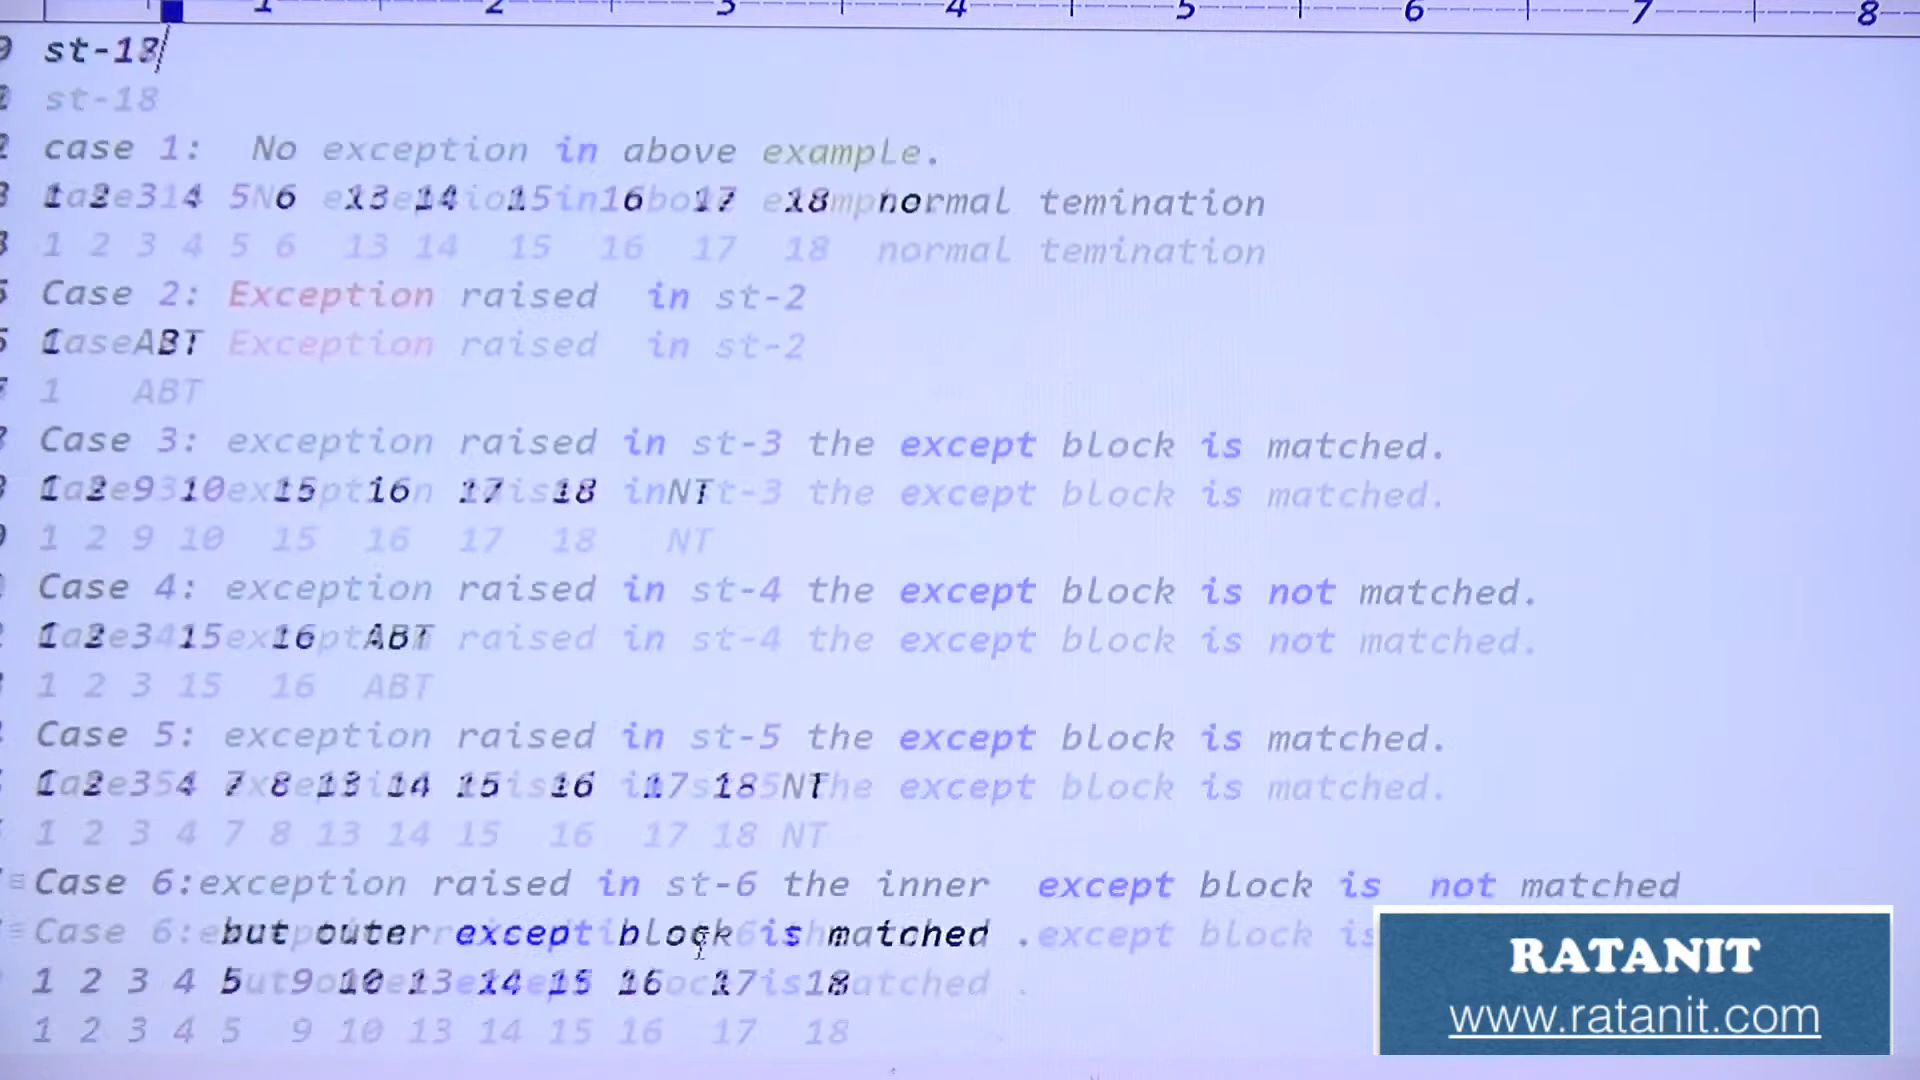 1 2 3 4 5 6 7 8
st-18
st-18
case 1: No exception in above example.
1 2 3 4 5 6 13 14 15 16 17 18 normal temination
1 2 3 4 5 6 13 14 15 16 17 18 normal temination
Case 2: Exception raised in st-2
Case 2: Exception raised in st-2
1 ABT
Case 3: exception raised in st-3 the except block is matched.
1 2 9 10 15 16 17 18 NT
1 2 9 10 15 16 17 18 NT
Case 4: exception raised in st-4 the except block is not matched.
1 2 3 15 16 ABT
1 2 3 15 16 ABT
Case 5: exception raised in st-5 the except block is matched.
1 2 3 4 7 8 13 14 15 16 17 18 NT
1 2 3 4 7 8 13 14 15 16 17 18 NT
Case 6:exception raised in st-6 the inner except block is not matched
but outer except block is matched .
1 2 3 4 5 9 10 13 14 15 16 17 18
1 2 3 4 5 9 10 13 14 15 16 17 18
RATANIT
www.ratanit.com